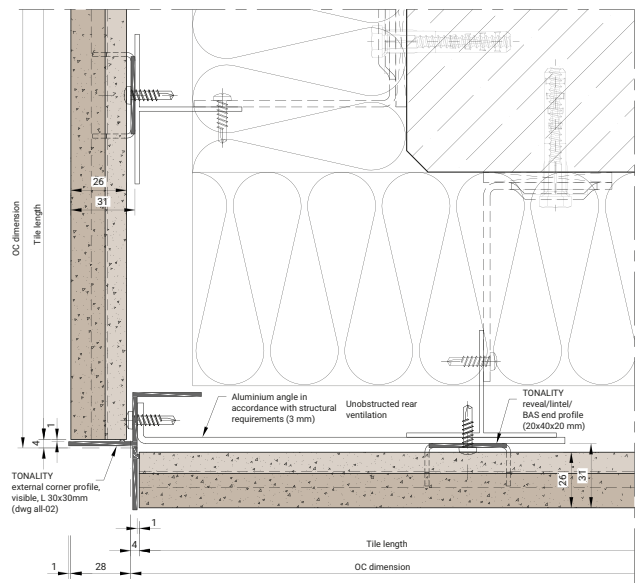 26
31
OC dimension
Tile length
1
4
Aluminium angle in
accordance with structural
requirements (3 mm)
Unobstructed rear
ventilation
TONALITY
reveal/lintel/
BAS end profile
(20x40x20 mm)
TONALITY
external corner profile,
visible, L 30x30mm
(dwg all-02)
26
31
1
4
Tile length
1
28
OC dimension